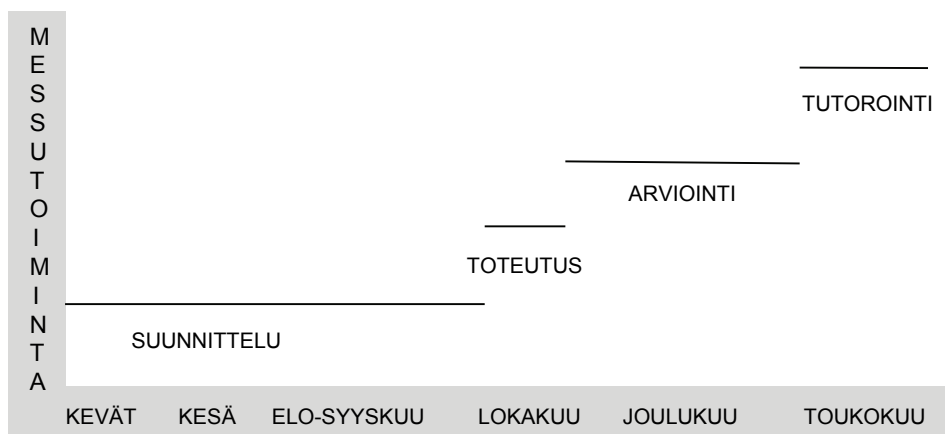 MESSUTOIMINTA
TUTOROINTI
ARVIOINTI
TOTEUTUS
SUUNNITTELU
KEVÄT KESÄ ELO-SYYSKUU LOKAKUU JOULUKUU TOUKOKUU